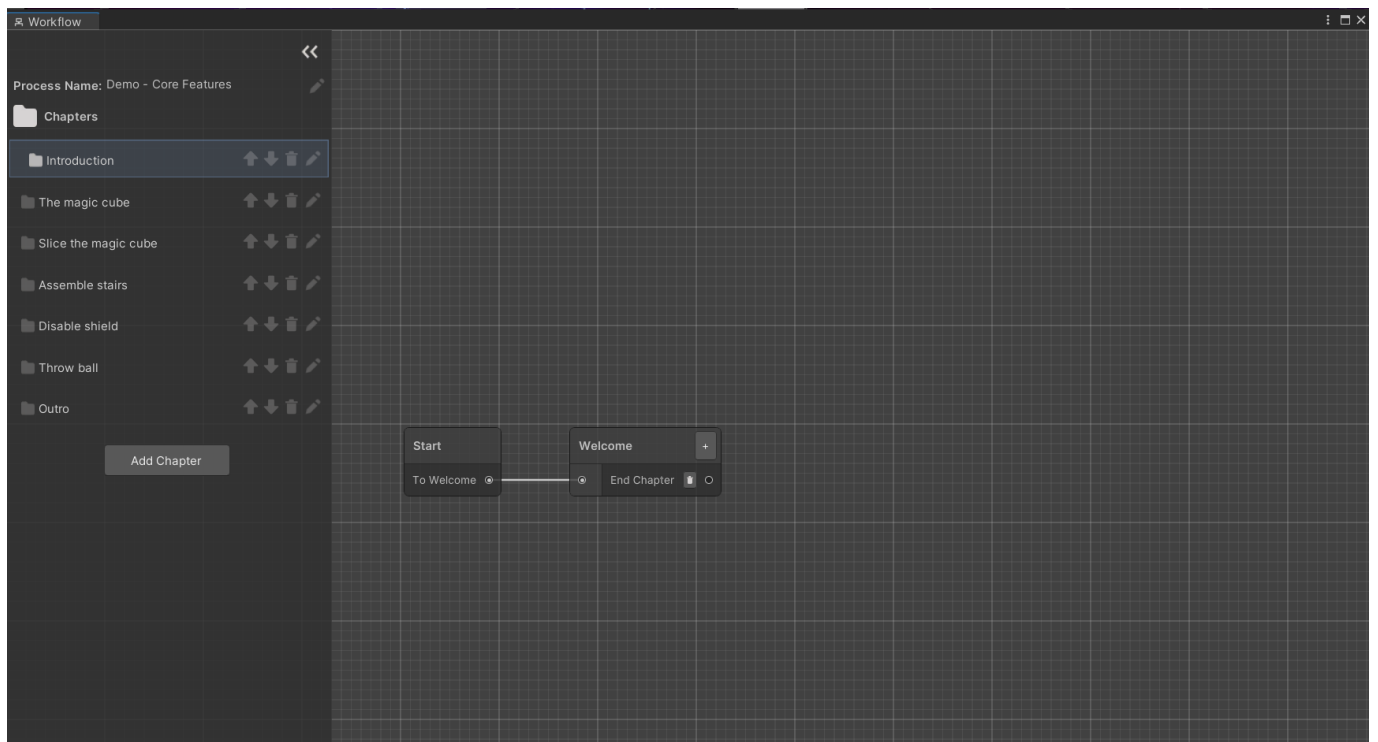 Workflow
Process Name: Demo - Core Features
Chapters
Introduction
The magic cube
Slice the magic cube
Assemble stairs
Disable shield
Throw ball
Outro
Add Chapter
Start
To Welcome
Welcome +
End Chapter